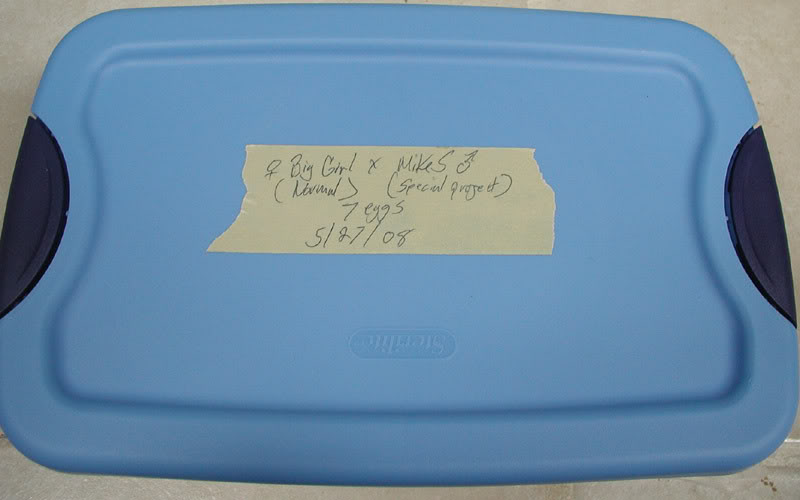 ♀ Big Girl x Mike S ♂
(Normal) (Special project)
7 eggs
5/27/08
Sterilite